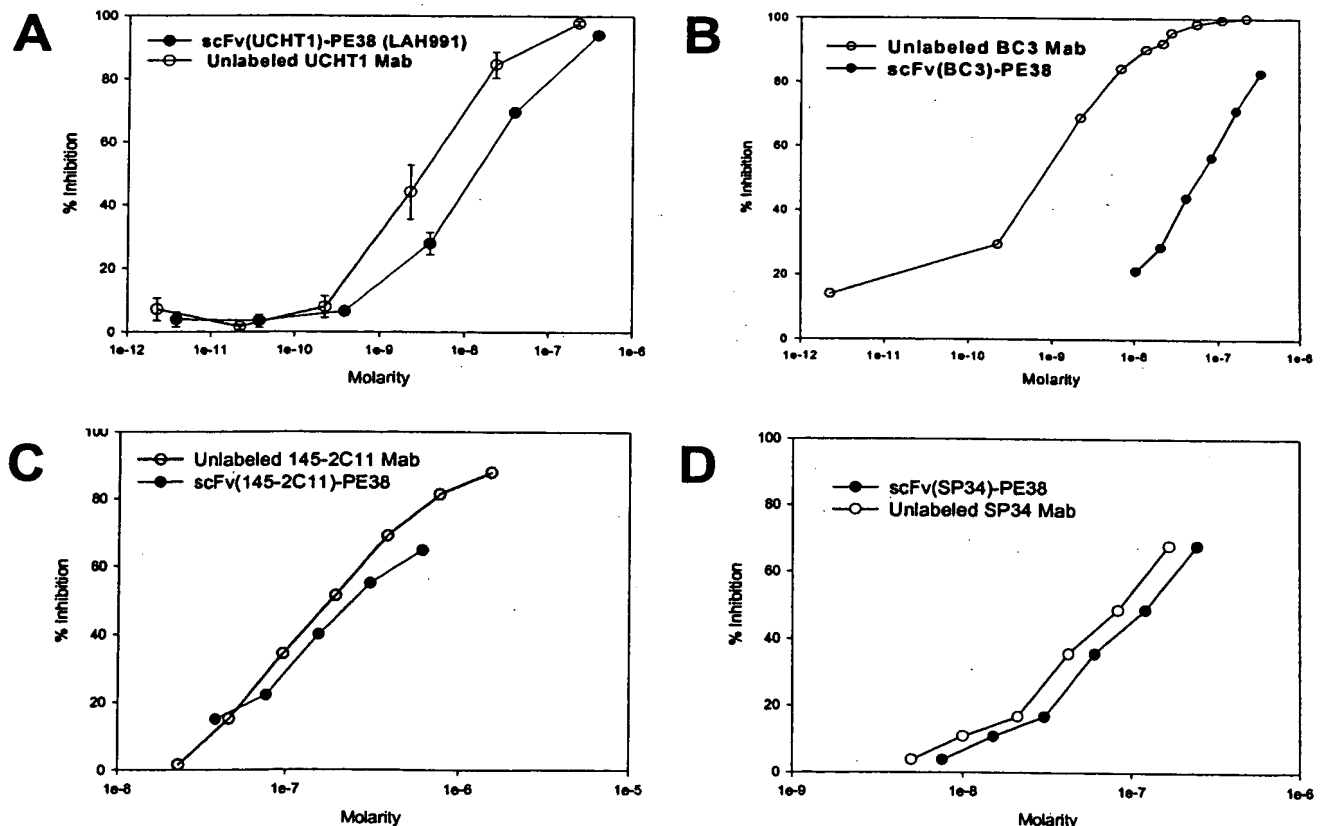 A
scFv(UCHT1)-PE38 (LAH991)
Unlabeled UCHT1 Mab
100
80
60
40
20
0
% Inhibition
1e-12 1e-11 1e-10 1e-9 1e-8 1e-7 1e-6
Molarity
B
Unlabeled BC3 Mab
scFv(BC3)-PE38
100
80
60
40
20
0
% Inhibition
1e-12 1e-11 1e-10 1e-9 1e-8 1e-7 1e-6
Molarity
C
Unlabeled 145-2C11 Mab
scFv(145-2C11)-PE38
100
80
60
40
20
0
% Inhibition
1e-8 1e-7 1e-6 1e-5
Molarity
D
scFv(SP34)-PE38
Unlabeled SP34 Mab
100
80
60
40
20
0
% Inhibition
1e-9 1e-8 1e-7 1e-6
Molarity